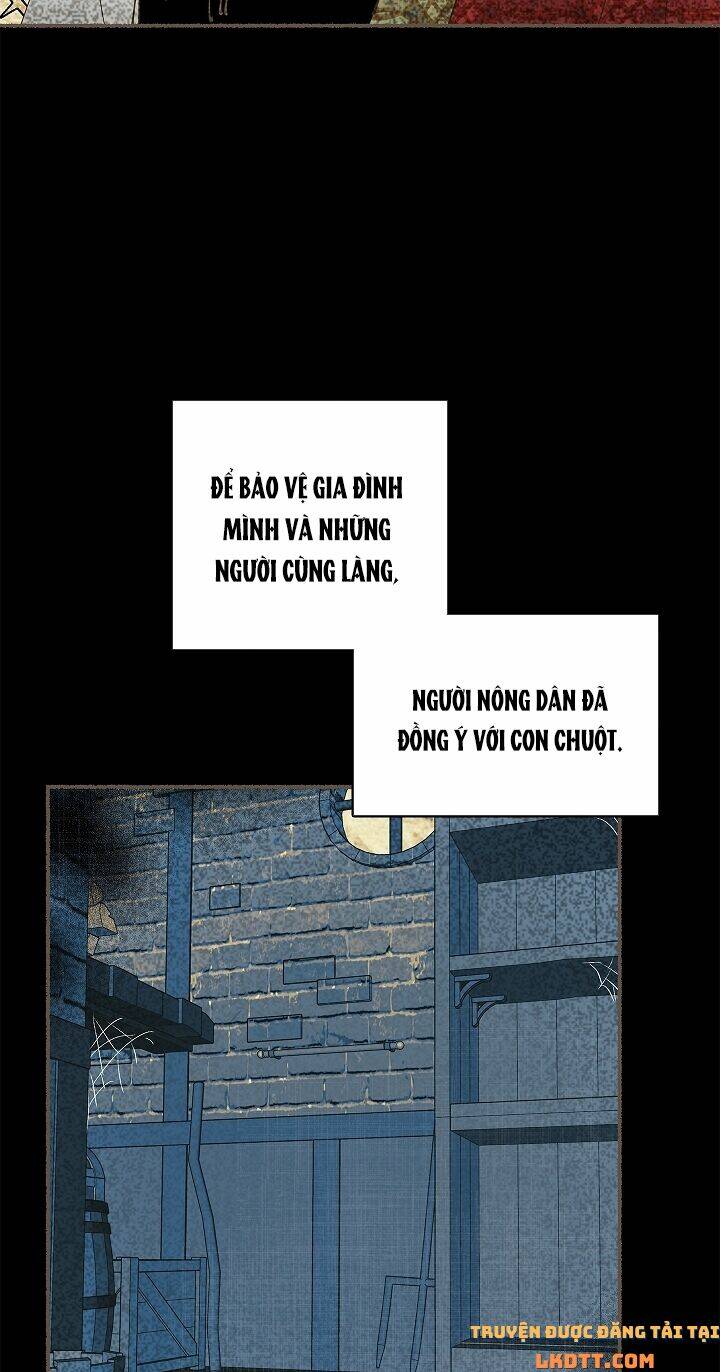 ĐỂ BẢO VỆ GIA ĐÌNH
MÌNH VÀ NHỮNG
NGƯỜI CÙNG LÀNG,
NGƯỜI NÔNG DÂN ĐÃ
ĐỒNG Ý VỚI CON CHUỘT.
TRUYỆN ĐƯỢC ĐĂNG TẢI TẠI
LKDTT.COM